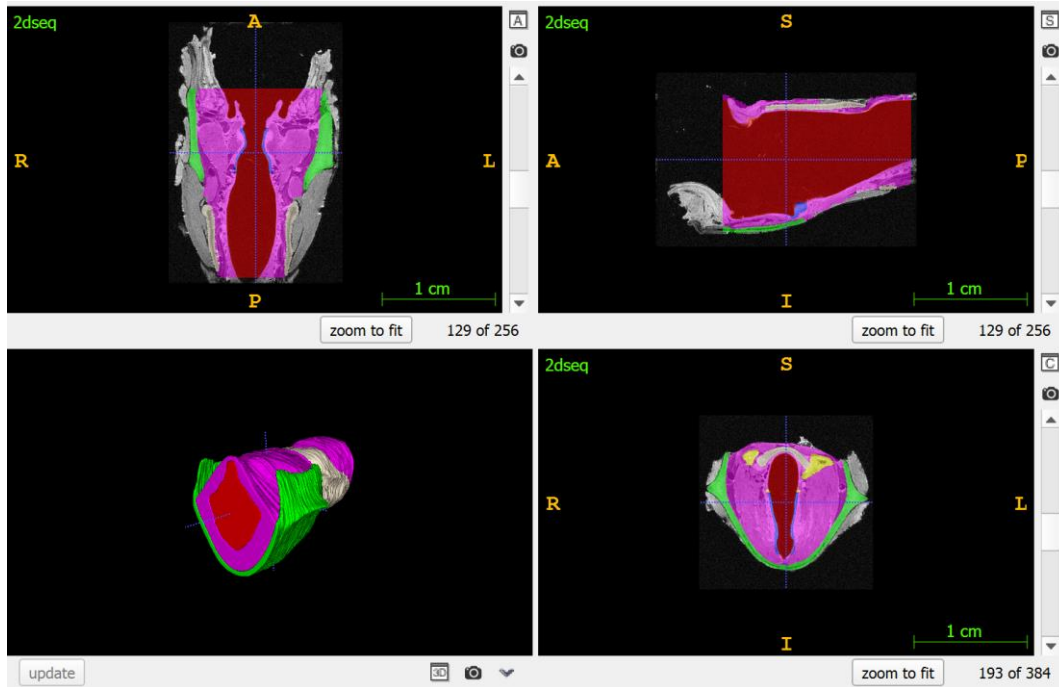 2dseq
A
A
R
L
1 cm
P
zoom to fit
129 of 256
2dseq
S
S
A
P
1 cm
I
zoom to fit
129 of 256
update
3D
2dseq
S
C
R
L
1 cm
I
zoom to fit
193 of 384